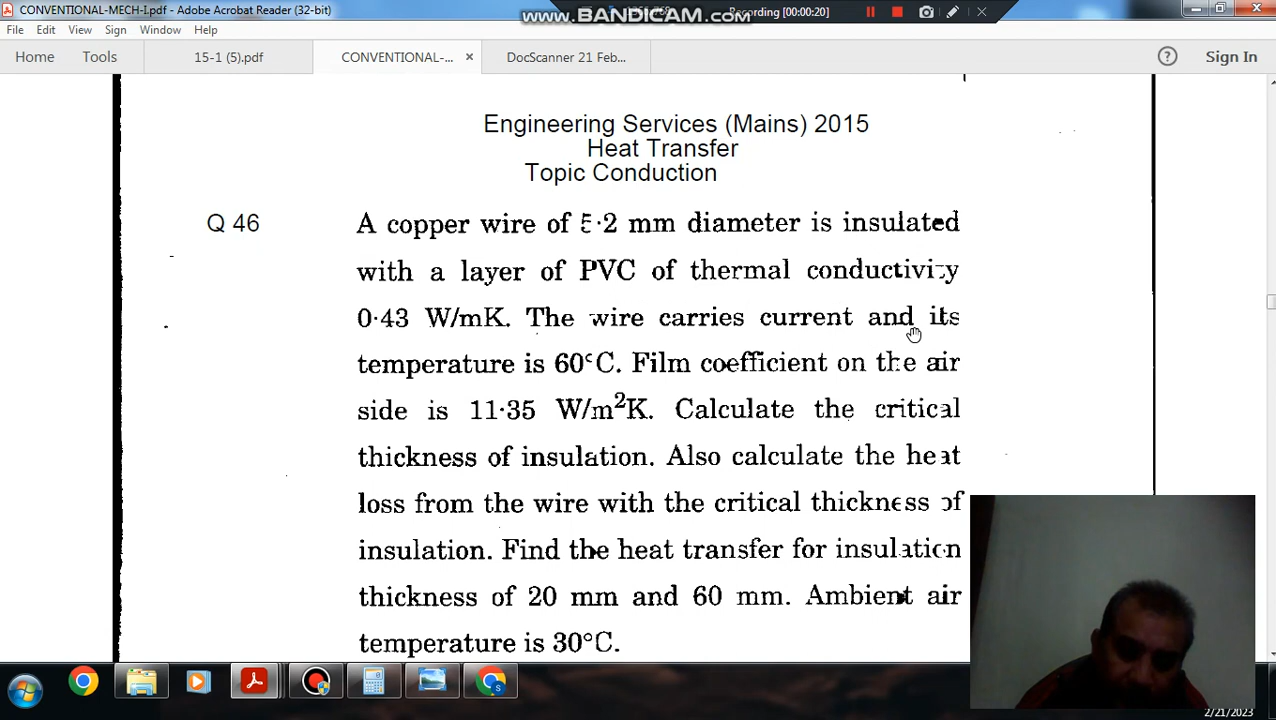 CONVENTIONAL-MECH-I.pdf - Adobe Acrobat Reader (32-bit)
www.BANDICAM.com
Recording [00:00:20]
File Edit View Sign Window Help
Home Tools 15-1 (5).pdf CONVENTIONAL-... × DocScanner 21 Feb... ? Sign In
Engineering Services (Mains) 2015
Heat Transfer
Topic Conduction
Q 46
A copper wire of 5·2 mm diameter is insulated
with a layer of PVC of thermal conductivity
0·43 W/mK. The wire carries current and its
temperature is 60°C. Film coefficient on the air
side is 11·35 W/m²K. Calculate the critical
thickness of insulation. Also calculate the heat
loss from the wire with the critical thickness of
insulation. Find the heat transfer for insulation
thickness of 20 mm and 60 mm. Ambient air
temperature is 30°C.
2/21/2023